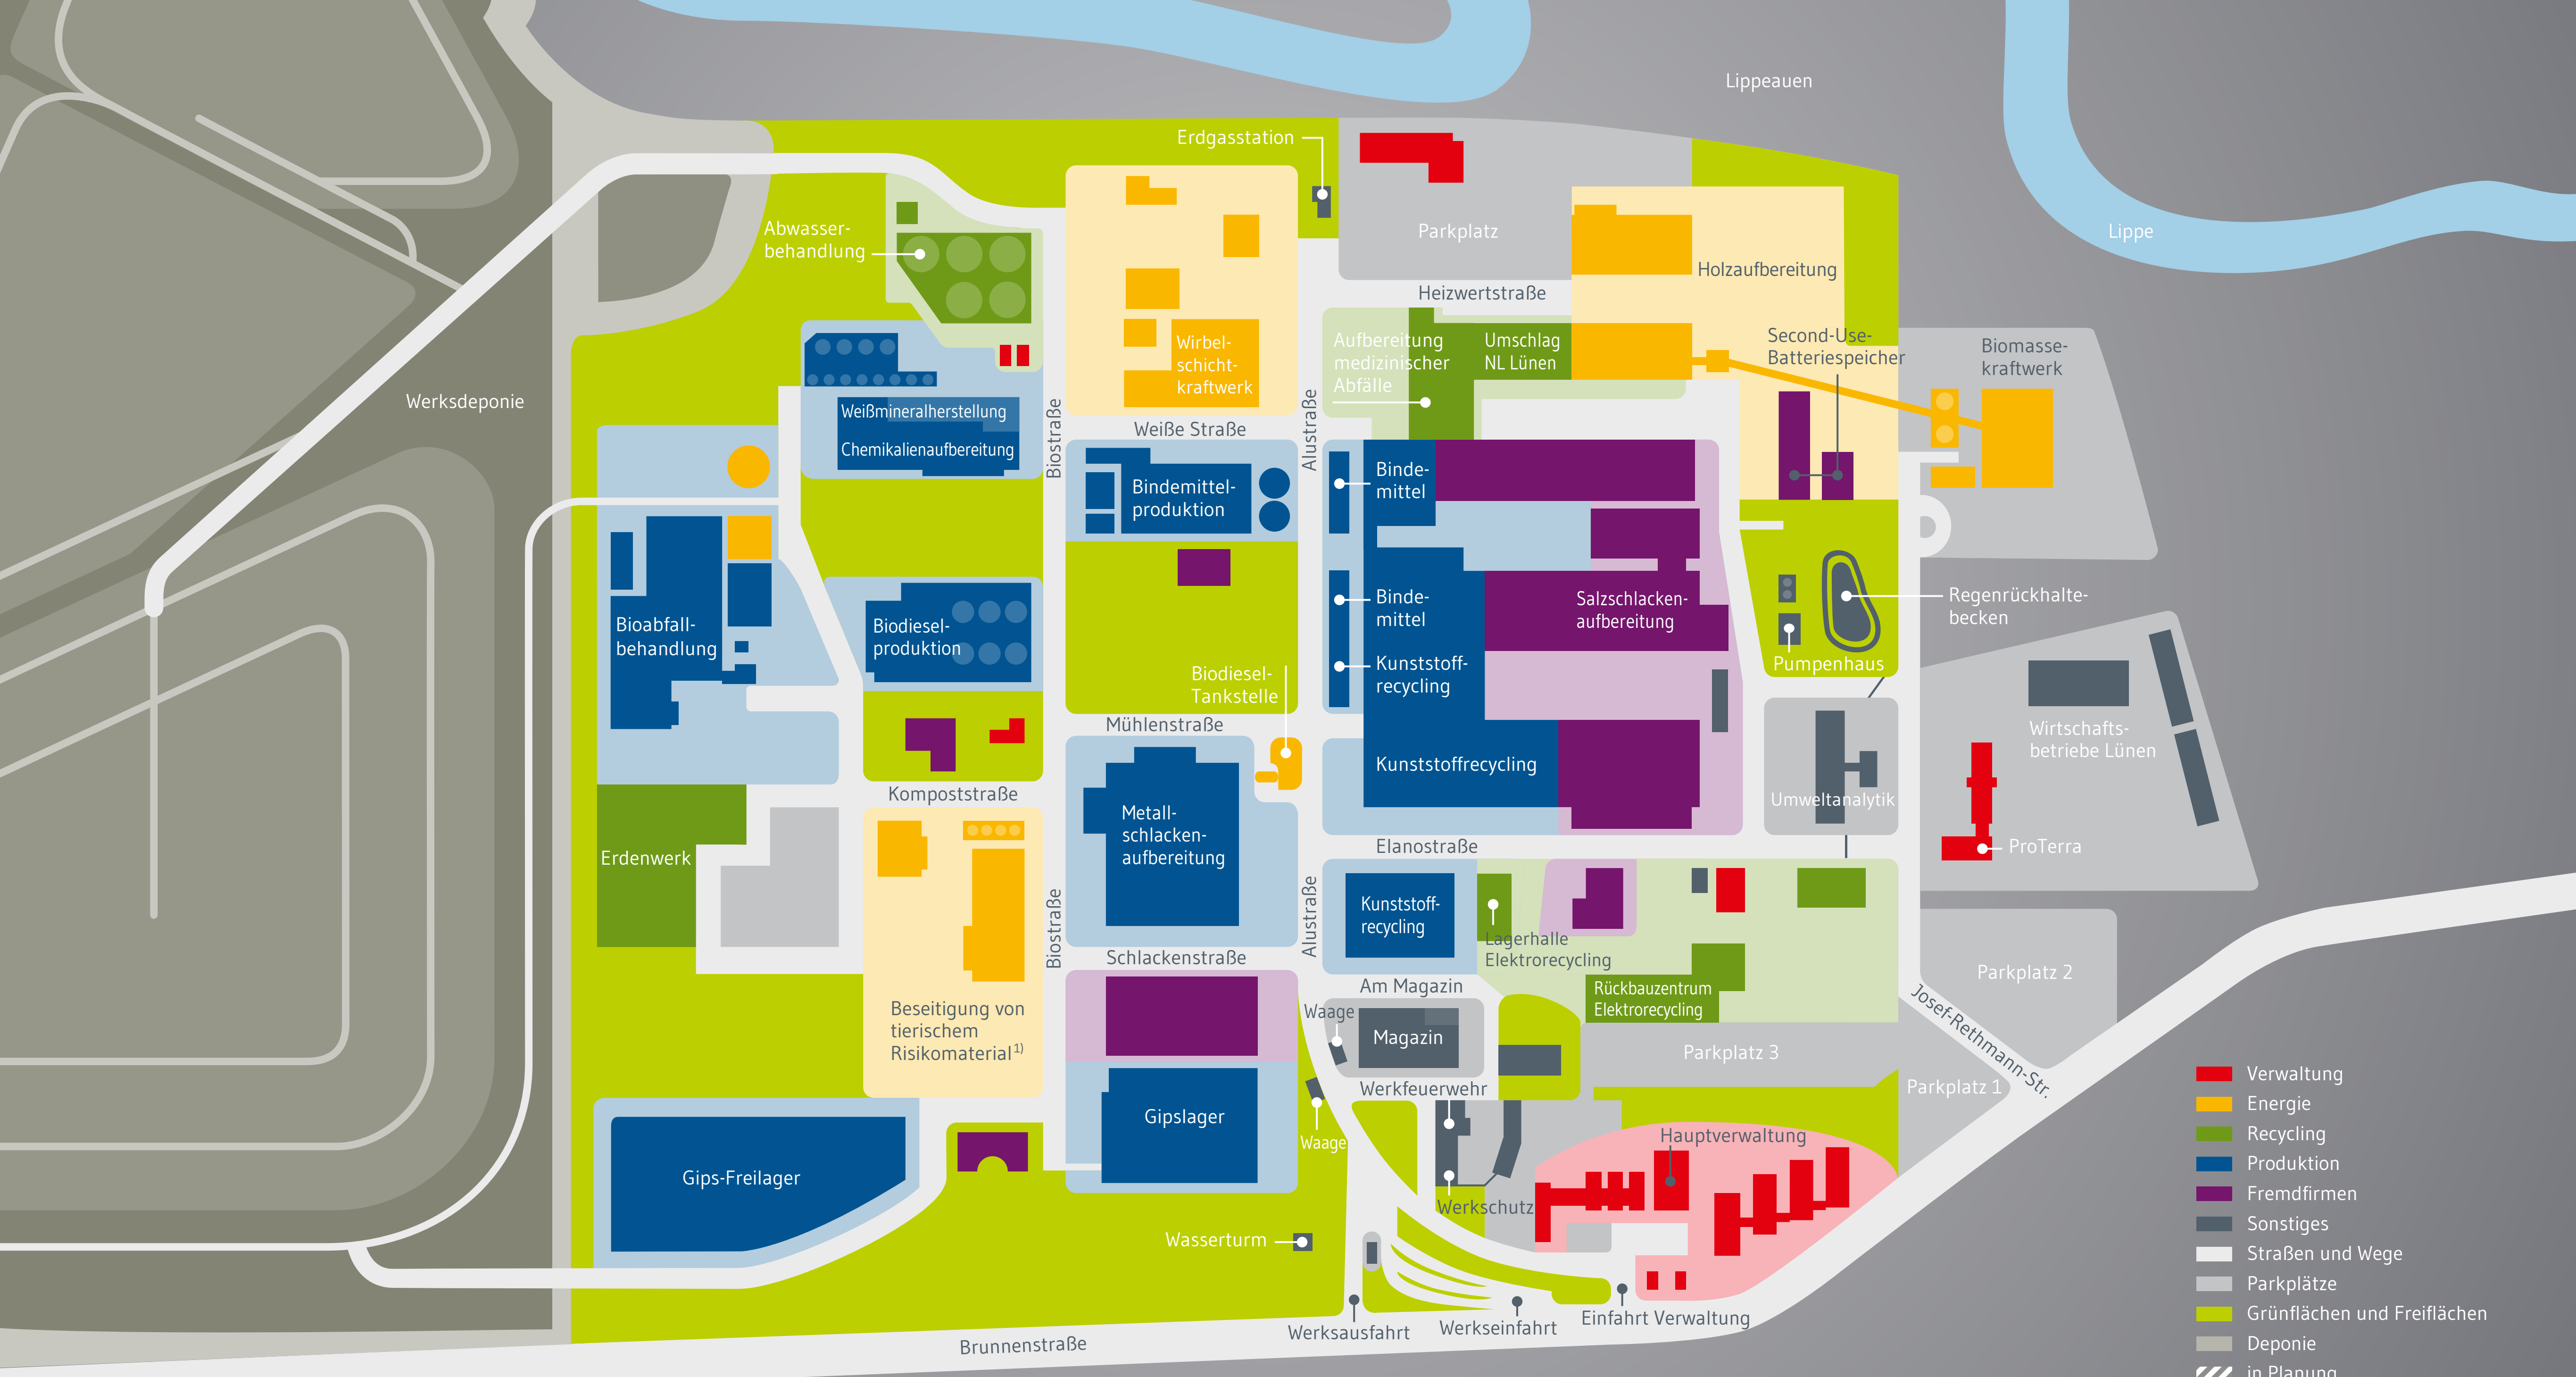 Lippeauen
Erdgasstation
Lippe
Parkplatz
Abwasser-
behandlung
Holzaufbereitung
Heizwertstraße
Wirbel-
schicht-
kraftwerk
Aufbereitung
medizinischer
Abfälle
Umschlag
NL Lünen
Second-Use-
Batteriespeicher
Biomasse-
kraftwerk
Werksdeponie
Weißmineralherstellung
Chemikalienaufbereitung
Biostraße
Weiße Straße
Alustraße
Bindemittel-
produktion
Binde-
mittel
Binde-
mittel
Kunststoff-
recycling
Salzschlacken-
aufbereitung
Regenrückhalte-
becken
Pumpenhaus
Bioabfall-
behandlung
Biodiesel-
produktion
Biodiesel-
Tankstelle
Mühlenstraße
Wirtschafts-
betriebe Lünen
Kunststoffrecycling
Umweltanalytik
Kompoststraße
Metall-
schlacken-
aufbereitung
Elanostraße
ProTerra
Erdenwerk
Biostraße
Alustraße
Kunststoff-
recycling
Lagerhalle
Elektrorecycling
Schlackenstraße
Am Magazin
Rückbauzentrum
Elektrorecycling
Parkplatz 2
Josef-Rethmann-Str.
Beseitigung von
tierischem
Risikomaterial 1)
Waage
Magazin
Parkplatz 3
Parkplatz 1
Werkfeuerwehr
Gipslager
Waage
Hauptverwaltung
Gips-Freilager
Werkschutz
Wasserturm
Werksausfahrt
Werkseinfahrt
Einfahrt Verwaltung
Brunnenstraße
Verwaltung
Energie
Recycling
Produktion
Fremdfirmen
Sonstiges
Straßen und Wege
Parkplätze
Grünflächen und Freiflächen
Deponie
in Planung